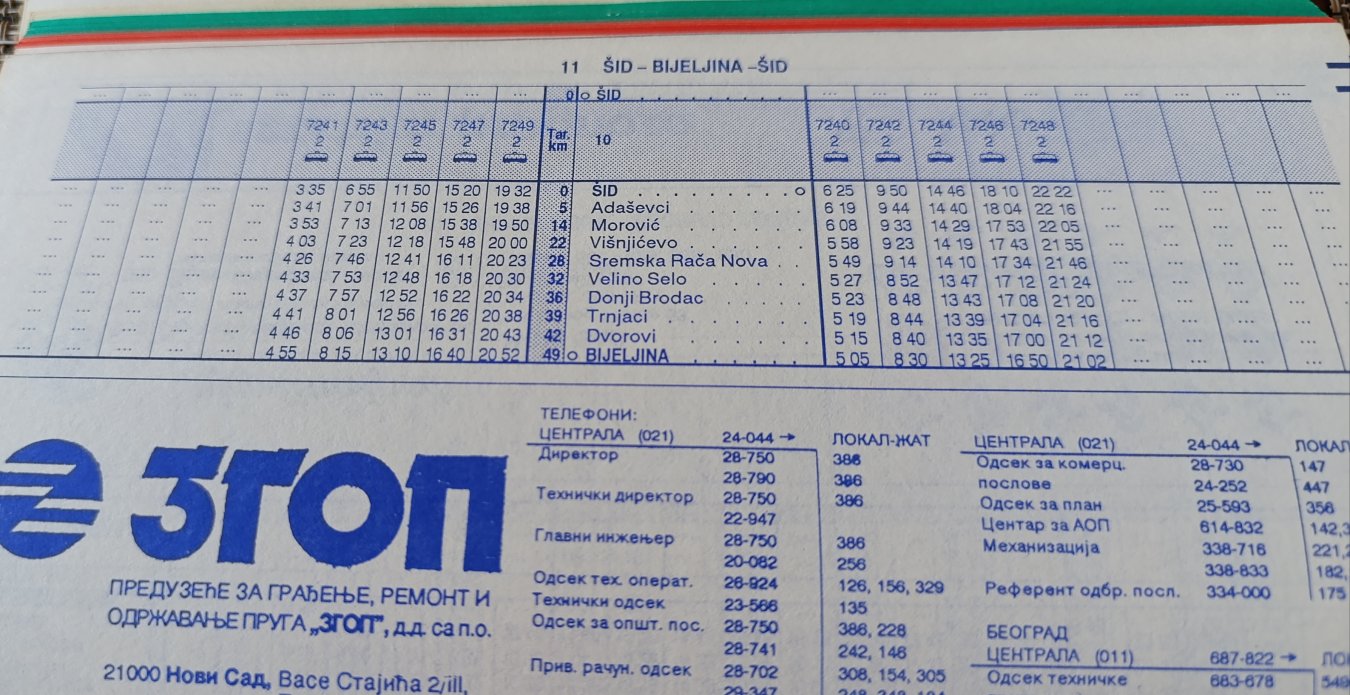 11 ŠID – BIJELJINA –ŠID
... ... ... ... ... ... ... ... ... ... 0 o ŠID . . . . . . . . . ... ... ... ... ... ... ... ... ... ...
7241 7243 7245 7247 7249 Tar. km 10 7240 7242 7244 7246 7248
2 2 2 2 2 2 2 2 2 2
... ... ... ... ... 3 35 6 55 11 50 15 20 19 32 0 ŠID . . . . . . . . . o 6 25 9 50 14 46 18 10 22 22 ... ... ... ... ...
... ... ... ... ... 3 41 7 01 11 56 15 26 19 38 5 Adaševci . . . . . . . 6 19 9 44 14 40 18 04 22 16 ... ... ... ... ...
... ... ... ... ... 3 53 7 13 12 08 15 38 19 50 14 Morović . . . . . . . 6 08 9 33 14 29 17 53 22 05 ... ... ... ... ...
... ... ... ... ... 4 03 7 23 12 18 15 48 20 00 22 Višnjićevo . . . . . . . 5 58 9 23 14 19 17 43 21 55 ... ... ... ... ...
... ... ... ... ... 4 26 7 46 12 41 16 11 20 23 28 Sremska Rača Nova . . 5 49 9 14 14 10 17 34 21 46 ... ... ... ... ...
... ... ... ... ... 4 33 7 53 12 48 16 18 20 30 32 Velino Selo . . . . . . 5 27 8 52 13 47 17 12 21 24 ... ... ... ... ...
... ... ... ... ... 4 37 7 57 12 52 16 22 20 34 36 Donji Brodac . . . . . 5 23 8 48 13 43 17 08 21 20 ... ... ... ... ...
... ... ... ... ... 4 41 8 01 12 56 16 26 20 38 39 Trnjaci . . . . . . . . 5 19 8 44 13 39 17 04 21 16 ... ... ... ... ...
... ... ... ... ... 4 46 8 06 13 01 16 31 20 43 42 Dvorovi . . . . . . . . 5 15 8 40 13 35 17 00 21 12 ... ... ... ... ...
... ... ... ... ... 4 55 8 15 13 10 16 40 20 52 49 o BIJELJINA . . . . . . 5 05 8 30 13 25 16 50 21 02 ... ... ... ... ...
ЗГОП
ПРЕДУЗЕЋЕ ЗА ГРАЂЕЊЕ, РЕМОНТ И
ОДРЖАВАЊЕ ПРУГА „ЗГОП", д.д. са п.о.
21000 Нови Сад, Васе Стајића 2/ill,
ТЕЛЕФОНИ:
ЦЕНТРАЛА (021) 24-044 → ЛОКАЛ-ЖАТ
Директор 28-750 386
28-790 386
Технички директор 28-750 386
22-947
Главни инжењер 28-750 386
20-082 256
Одсек тех. операт. 26-924 126, 156, 329
Технички одсек 23-566 135
Одсек за општ. пос. 28-750 386, 228
28-741 242, 146
Прив. рачун. одсек 28-702 308, 154, 305
29-347
ЦЕНТРАЛА (021) 24-044 → ЛОКАЛ
Одсек за комерц. 28-730 147
послове 24-252 447
Одсек за план 25-593 356
Центар за АОП 614-832 142,3
Механизација 338-716 221,2
338-833 182,
Референт одбр. посл. 334-000 175
БЕОГРАД
ЦЕНТРАЛА (011) 687-822 → ЛО
Одсек техничке 683-678 549